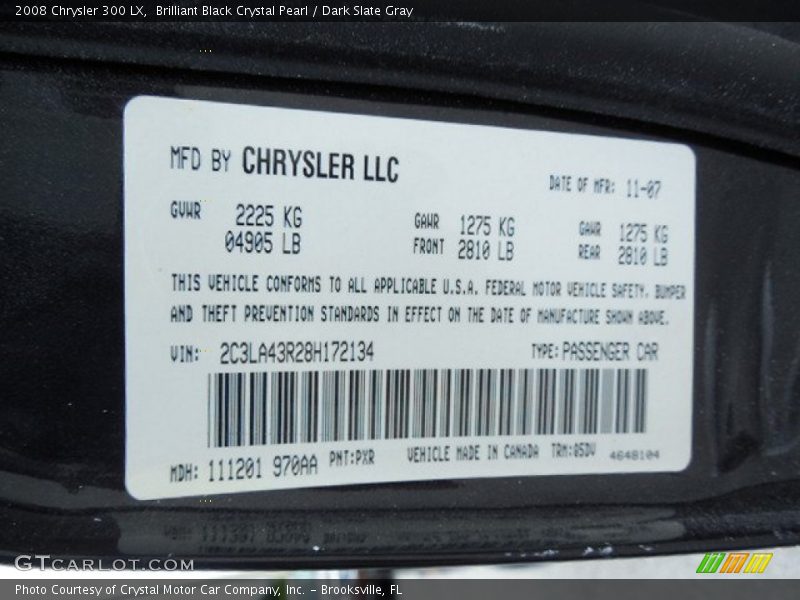 2008 Chrysler 300 LX, Brilliant Black Crystal Pearl / Dark Slate Gray
MFD BY CHRYSLER LLC
DATE OF MFR: 11-07
GVWR 2225 KG
04905 LB
GAWR 1275 KG
FRONT 2810 LB
GAWR 1275 KG
REAR 2810 LB
THIS VEHICLE CONFORMS TO ALL APPLICABLE U.S.A. FEDERAL MOTOR VEHICLE SAFETY, BUMPER
AND THEFT PREVENTION STANDARDS IN EFFECT ON THE DATE OF MANUFACTURE SHOWN ABOVE.
VIN: 2C3LA43R28H172134 TYPE: PASSENGER CAR
MDH: 111201 970AA PNT:PXR VEHICLE MADE IN CANADA TRM:@5DV 4648104
GTCARLOT.COM
Photo Courtesy of Crystal Motor Car Company, Inc. - Brooksville, FL